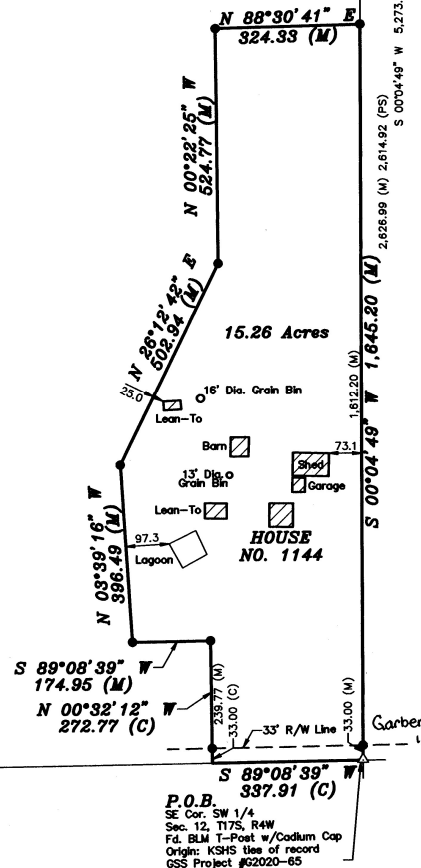 N 88°30'41" E
324.33 (M)
S 00°04'49" W 5,273.
2,626.99 (M) 2,614.92 (PS)
N 00°22'25" W
524.77 (M)
N 26°12'42" E
502.94 (M)
15.26 Acres
S 00°04'49" W 1,645.20 (M)
1,612.20 (M)
25.0
16' Dia. Grain Bin
Lean-To
Barn
73.1
Shed
13' Dia.
Grain Bin
Garage
Lean-To
HOUSE
NO. 1144
N 03°39'16" W
396.49 (M)
97.3
Lagoon
S 89°08'39" W
174.95 (M)
N 00°32'12" W
272.77 (C)
239.77 (M)
33.00 (C)
33' R/W Line
33.00 (M)
Garber
S 89°08'39" W
337.91 (C)
P.O.B.
SE Cor. SW 1/4
Sec. 12, T17S, R4W
Fd. BLM T-Post w/Cadium Cap
Origin: KSHS ties of record
GSS Project #G2020-65